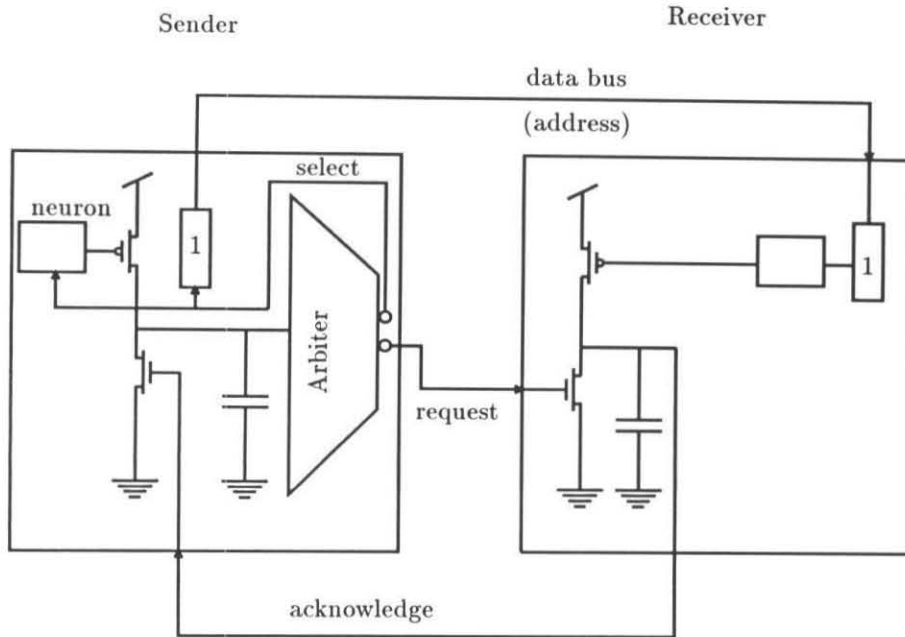 Sender
Receiver
data bus
(address)
select
neuron
1
1
Arbiter
request
acknowledge